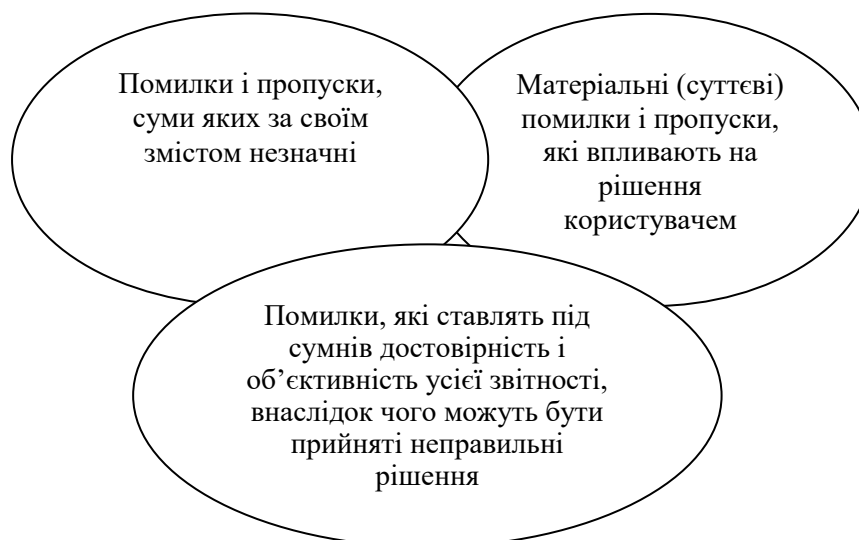 Помилки і пропуски,
суми яких за своїм
змістом незначні
Матеріальні (суттєві)
помилки і пропуски,
які впливають на
рішення
користувачем
Помилки, які ставлять під
сумнів достовірність і
об’єктивність усієї звітності,
внаслідок чого можуть бути
прийняті неправильні
рішення